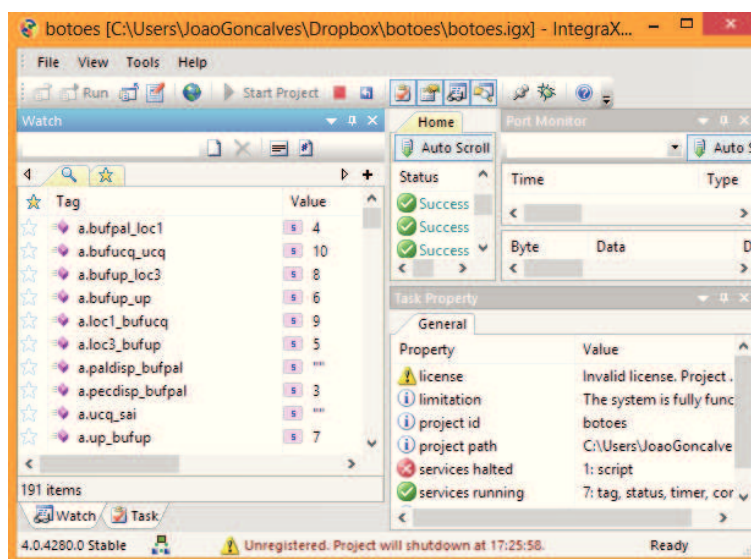 botoes [C:\Users\JoaoGoncalves\Dropbox\botoes\botoes.igx] - IntegraX...
File View Tools Help
Run Start Project
Watch
Tag Value
a.bufpal_loc1 s 4
a.bufucq_ucq s 10
a.bufup_loc3 s 8
a.bufup_up s 6
a.loc1_bufucq s 9
a.loc3_bufup s 5
a.paldisp_bufpal s ""
a.pecdisp_bufpal s 3
a.ucq_sai s ""
a.up_bufup s 7
191 items
Watch Task
Home
Auto Scroll
Status
Success
Success
Success
Port Monitor
Auto S
Time Type
Byte Data D
Task Property
General
Property Value
license Invalid license. Project .
limitation The system is fully func
project id botoes
project path C:\Users\JoaoGoncalve
services halted 1: script
services running 7: tag, status, timer, cor
4.0.4280.0 Stable Unregistered. Project will shutdown at 17:25:58. Ready